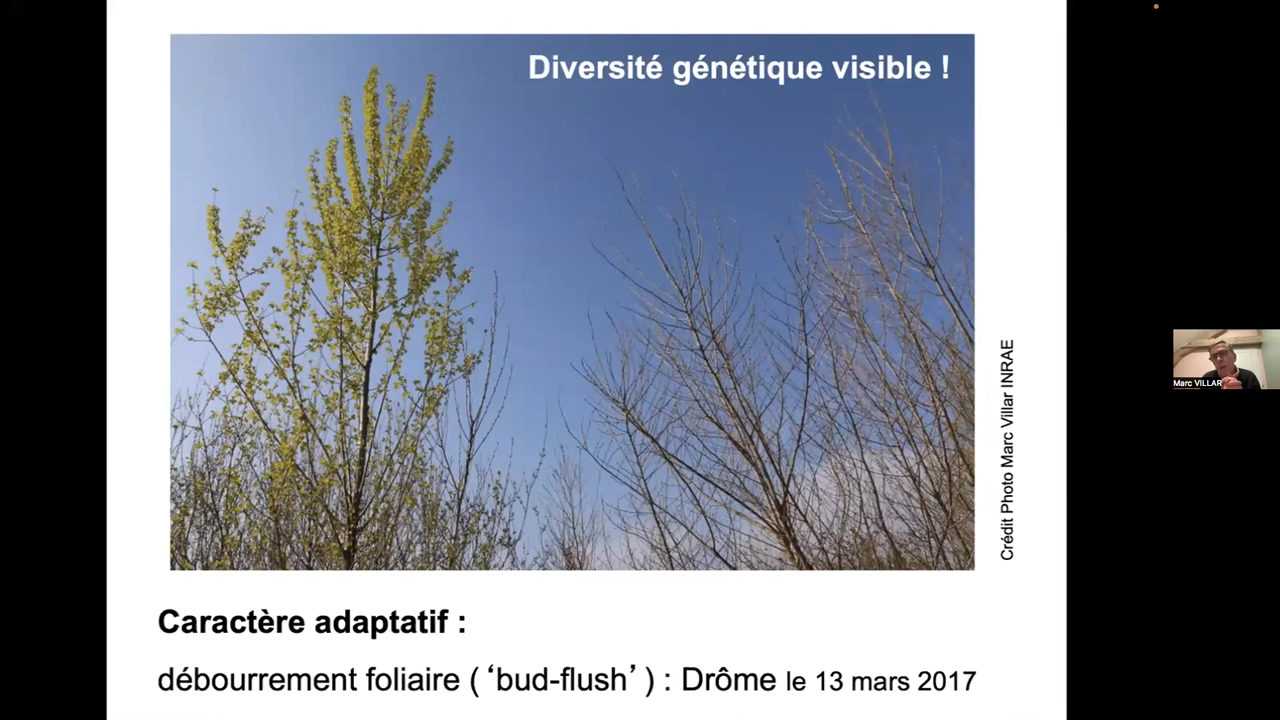 Diversité génétique visible !
Crédit Photo Marc Villar INRAE
Marc VILLAR
Caractère adaptatif :
débourrement foliaire ( ‘bud-flush’ ) : Drôme le 13 mars 2017